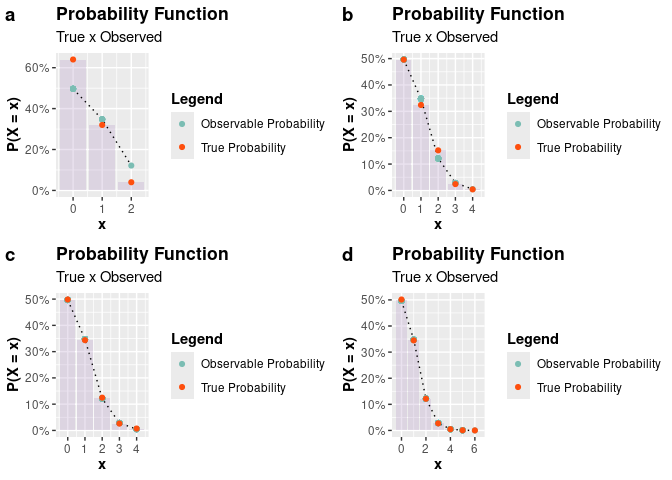 a
Probability Function
True x Observed
P(X = x)
60%
40%
20%
0%
0 1 2
x
Legend
Observable Probability
True Probability
b
Probability Function
True x Observed
P(X = x)
50%
40%
30%
20%
10%
0%
0 1 2 3 4
x
Legend
Observable Probability
True Probability
c
Probability Function
True x Observed
P(X = x)
50%
40%
30%
20%
10%
0%
0 1 2 3 4
x
Legend
Observable Probability
True Probability
d
Probability Function
True x Observed
P(X = x)
50%
40%
30%
20%
10%
0%
0 2 4 6
x
Legend
Observable Probability
True Probability